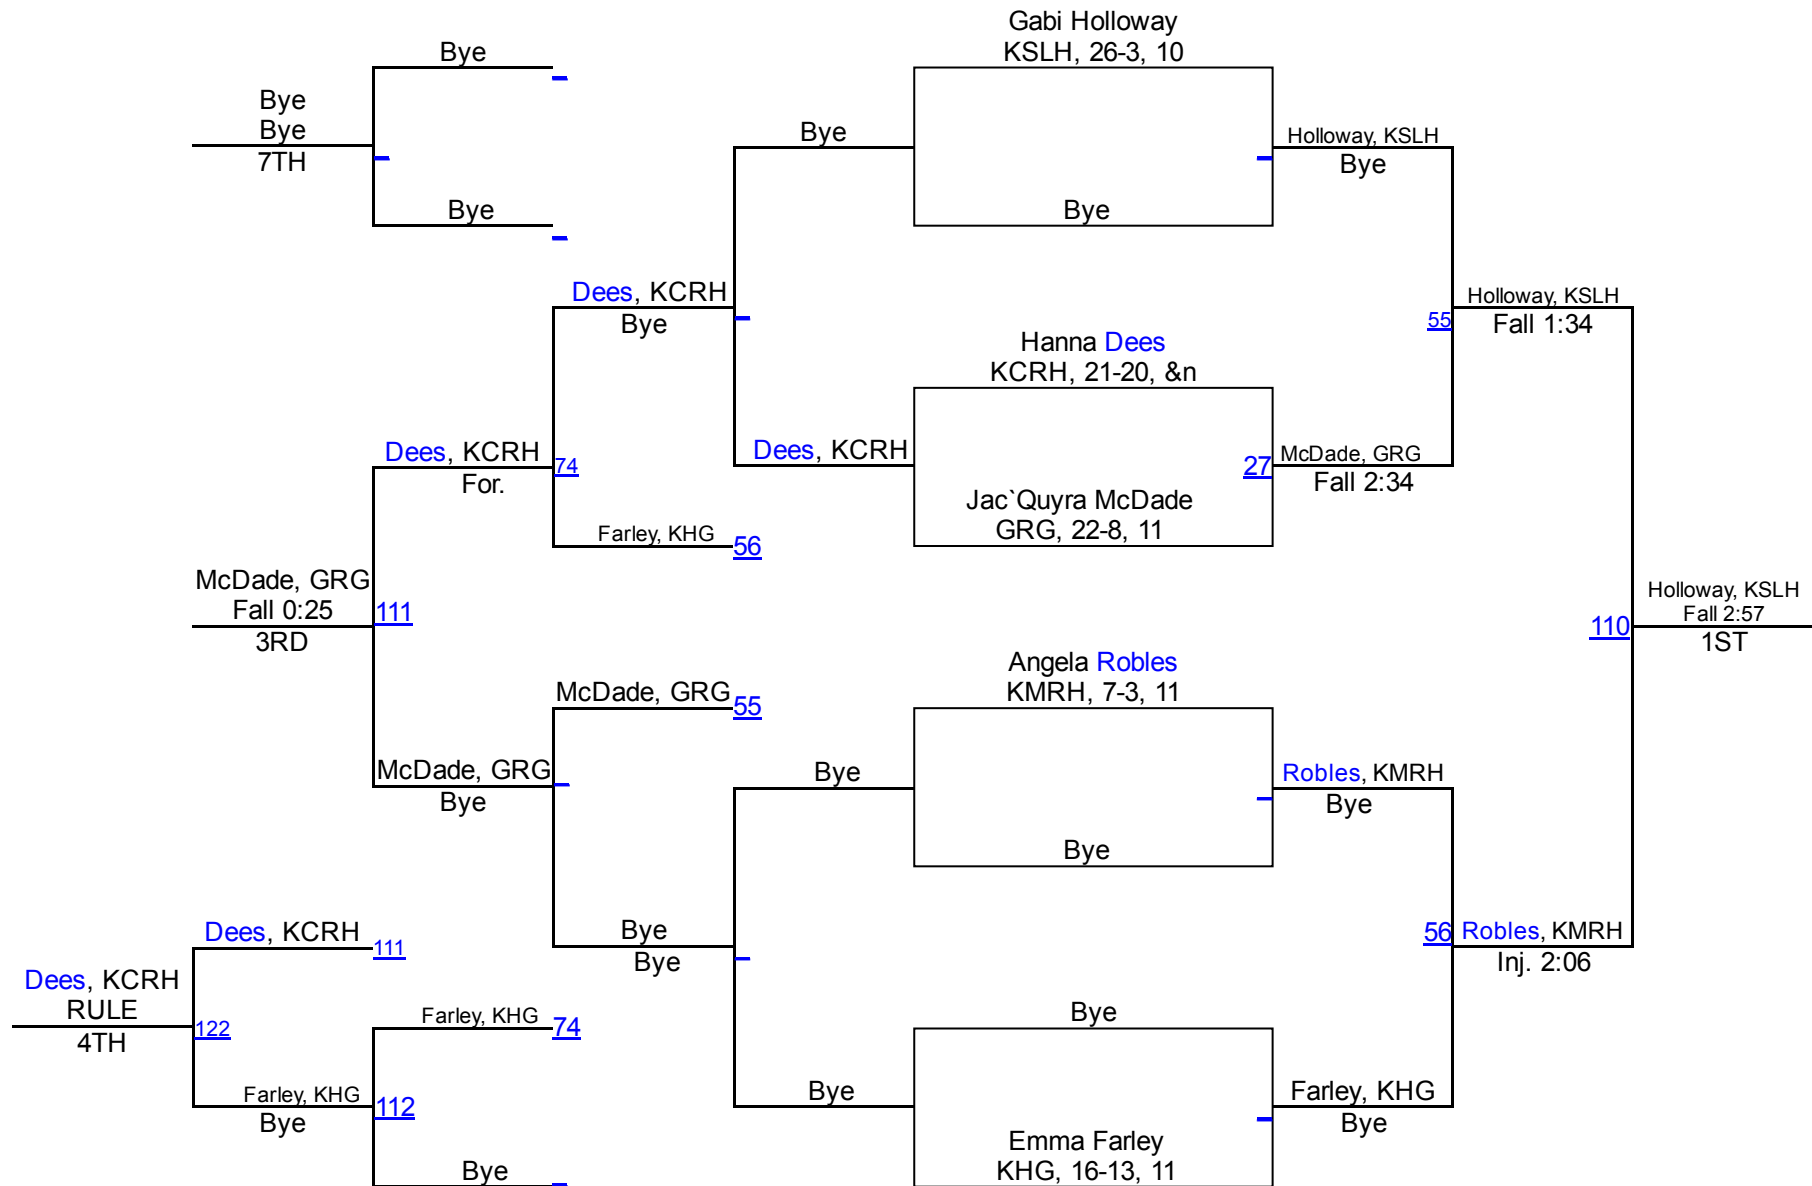 Gabi Holloway
KSLH, 26-3, 10
Bye
Bye
Bye
7TH
Bye
Holloway, KSLH
Bye
Bye
Bye
Dees, KCRH
Bye
Holloway, KSLH
55
Fall 1:34
Hanna Dees
KCRH, 21-20, &n
Dees, KCRH
74
For.
Dees, KCRH
27
McDade, GRG
Fall 2:34
Jac`Quyra McDade
GRG, 22-8, 11
Farley, KHG
56
McDade, GRG
Fall 0:25
111
3RD
Holloway, KSLH
Fall 2:57
110
1ST
Angela Robles
KMRH, 7-3, 11
McDade, GRG
55
McDade, GRG
Bye
Bye
Robles, KMRH
Bye
Bye
Dees, KCRH
111
Bye
Bye
56
Robles, KMRH
Inj. 2:06
Dees, KCRH
RULE
122
4TH
Farley, KHG
74
Bye
Farley, KHG
112
Bye
Bye
Farley, KHG
Bye
Emma Farley
KHG, 16-13, 11
Bye